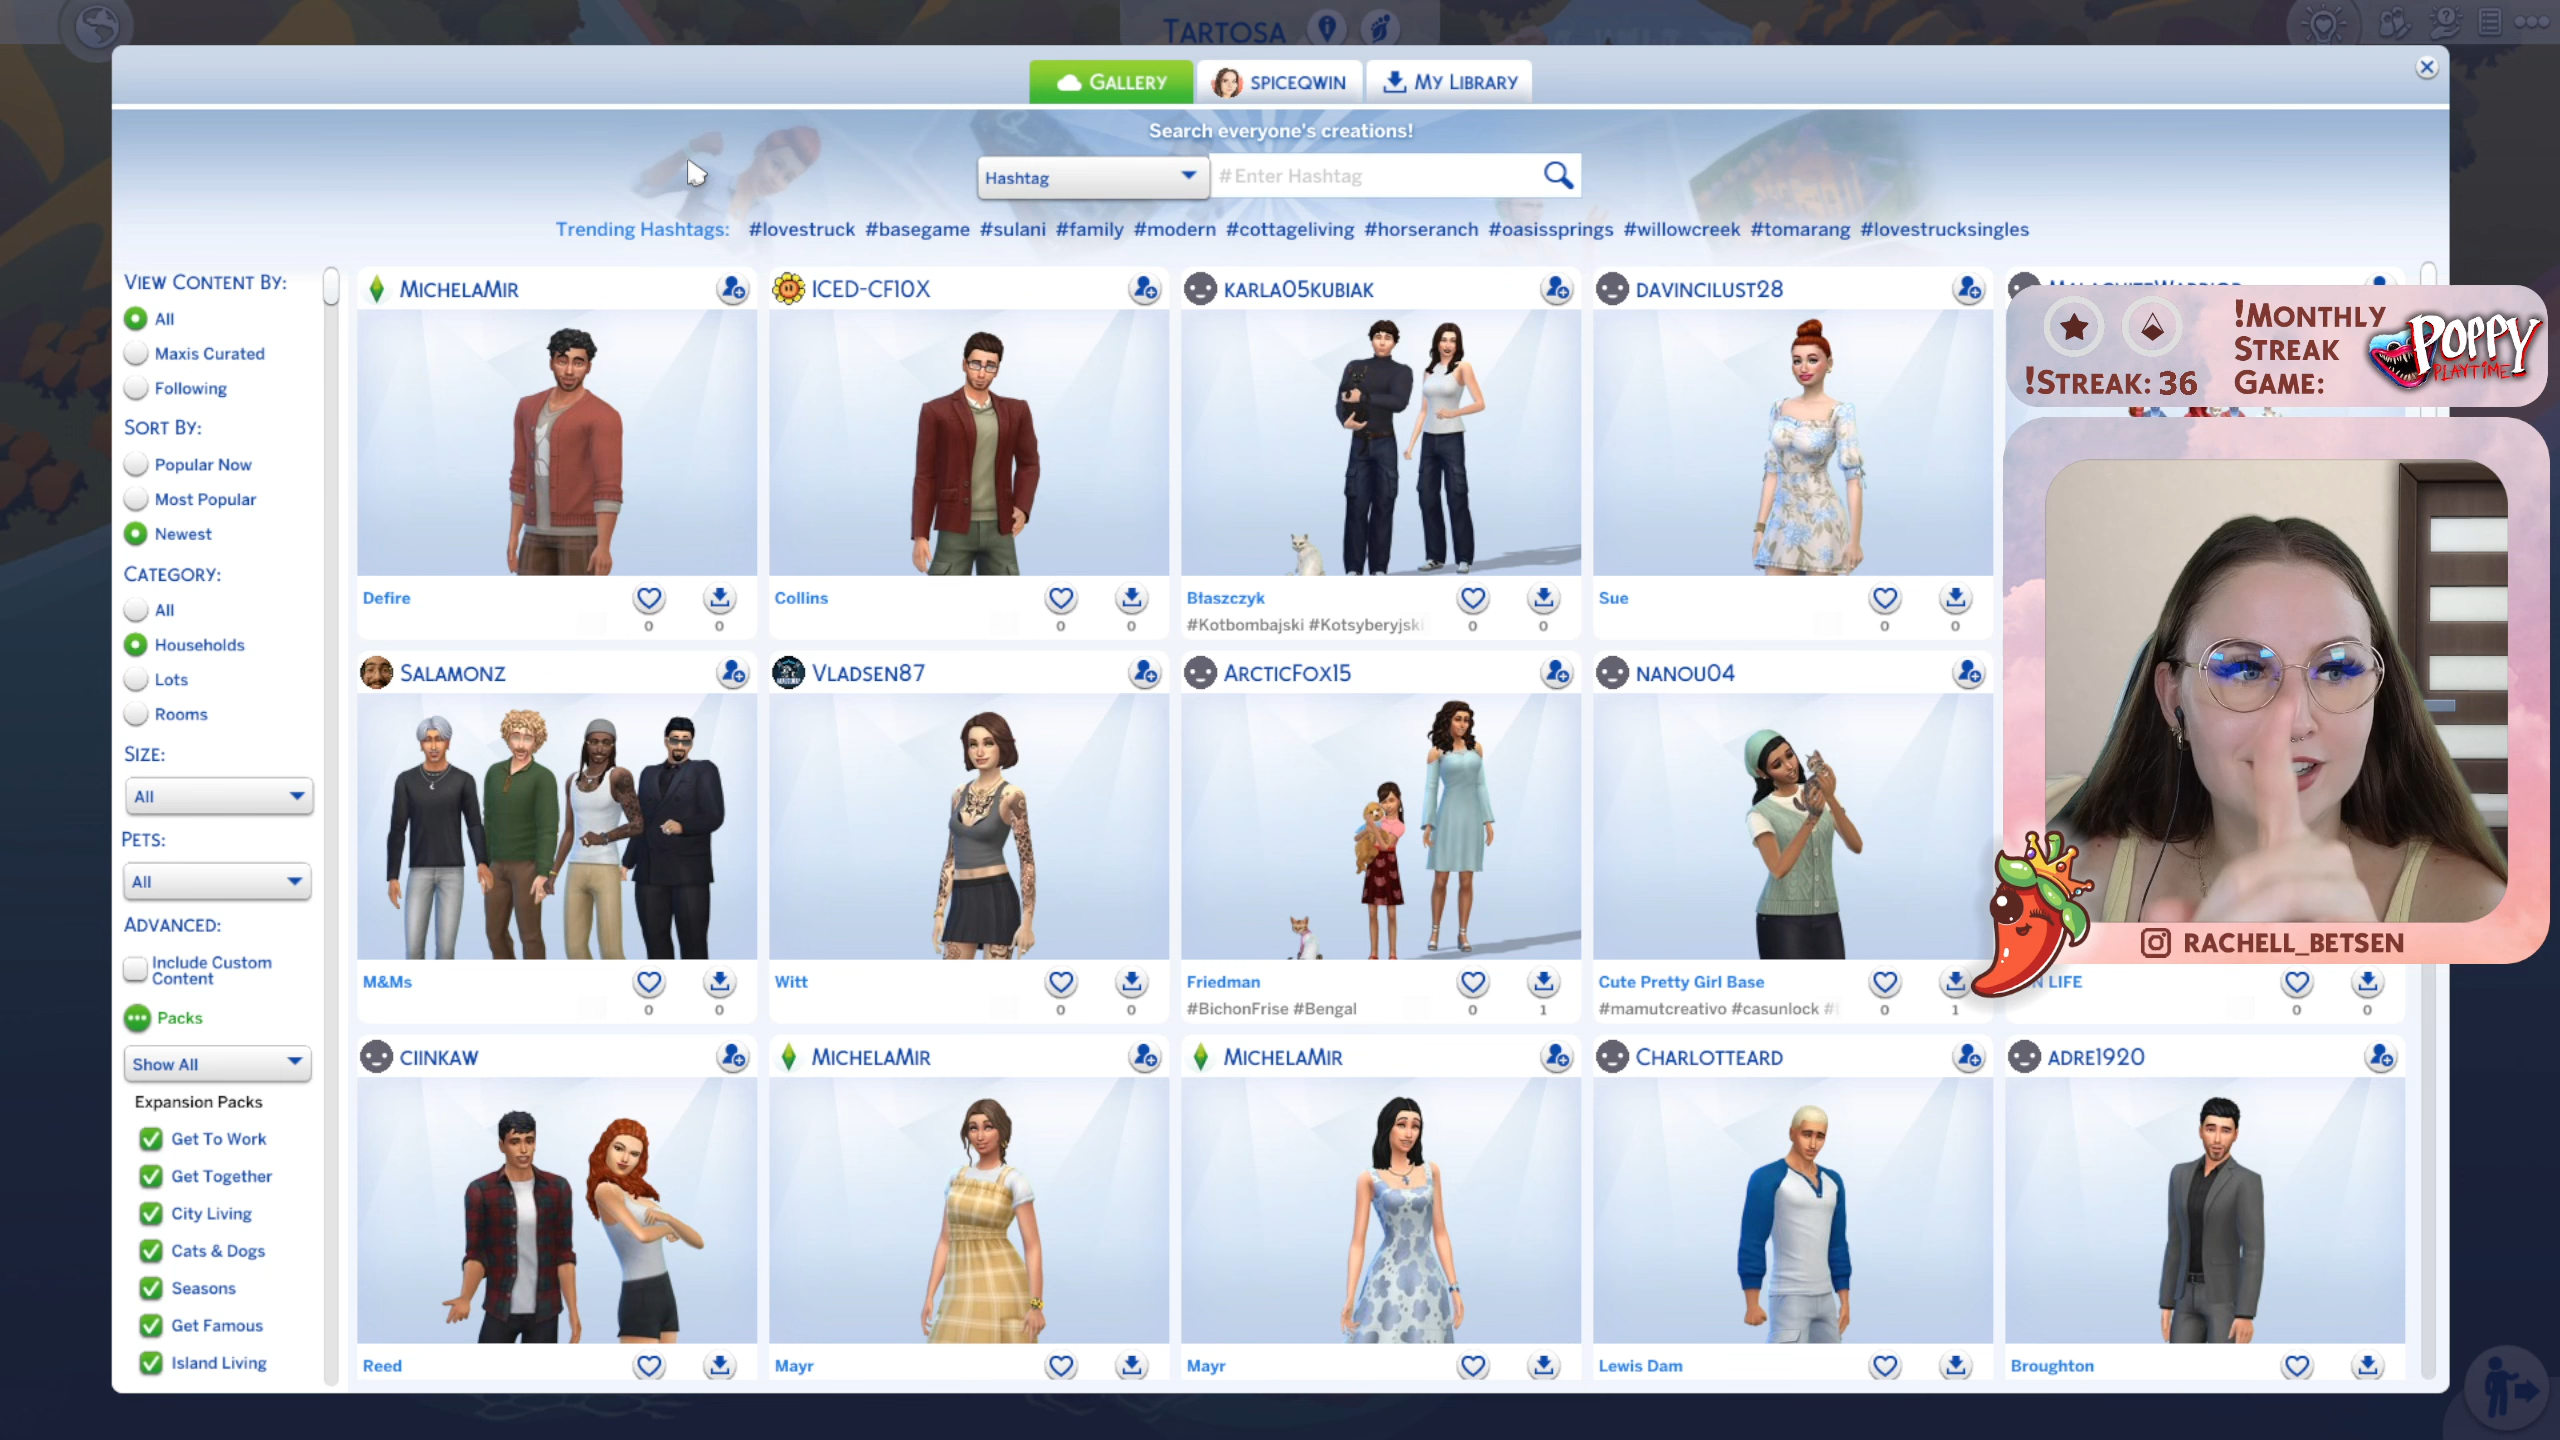 TARTOSA
GALLERY
SPICEQWIN
MY LIBRARY
Search everyone's creations!
Hashtag
#Enter Hashtag
Trending Hashtags: #lovestruck #basegame #sulani #family #modern #cottageliving #horseranch #oasissprings #willowcreek #tomarang #lovestrucksingles
VIEW CONTENT BY:
All
Maxis Curated
Following
SORT BY:
Popular Now
Most Popular
Newest
CATEGORY:
All
Households
Lots
Rooms
SIZE:
All
PETS:
All
ADVANCED:
Include Custom
Content
Packs
Show All
Expansion Packs
Get To Work
Get Together
City Living
Cats & Dogs
Seasons
Get Famous
Island Living
MICHELAMIR
Defire
0 0
ICED-CF10X
Collins
0 0
KARLA05KUBIAK
Błaszczyk
#Kotbombajski #Kotsyberyjski
0 0
DAVINCILUST28
Sue
0 0
!MONTHLY
STREAK
GAME:
!STREAK: 36
POPPY
PLAYTIME
SALAMONZ
M&Ms
0 0
VLADSEN87
Witt
0 0
ARCTICFOX15
Friedman
#BichonFrise #Bengal
0 1
NANOU04
Cute Pretty Girl Base
#mamutcreativo #casunlock
0 1
LIFE
0 0
RACHELL_BETSEN
CIINKAW
Reed
MICHELAMIR
Mayr
MICHELAMIR
Mayr
CHARLOTTEARD
Lewis Dam
ADRE1920
Broughton